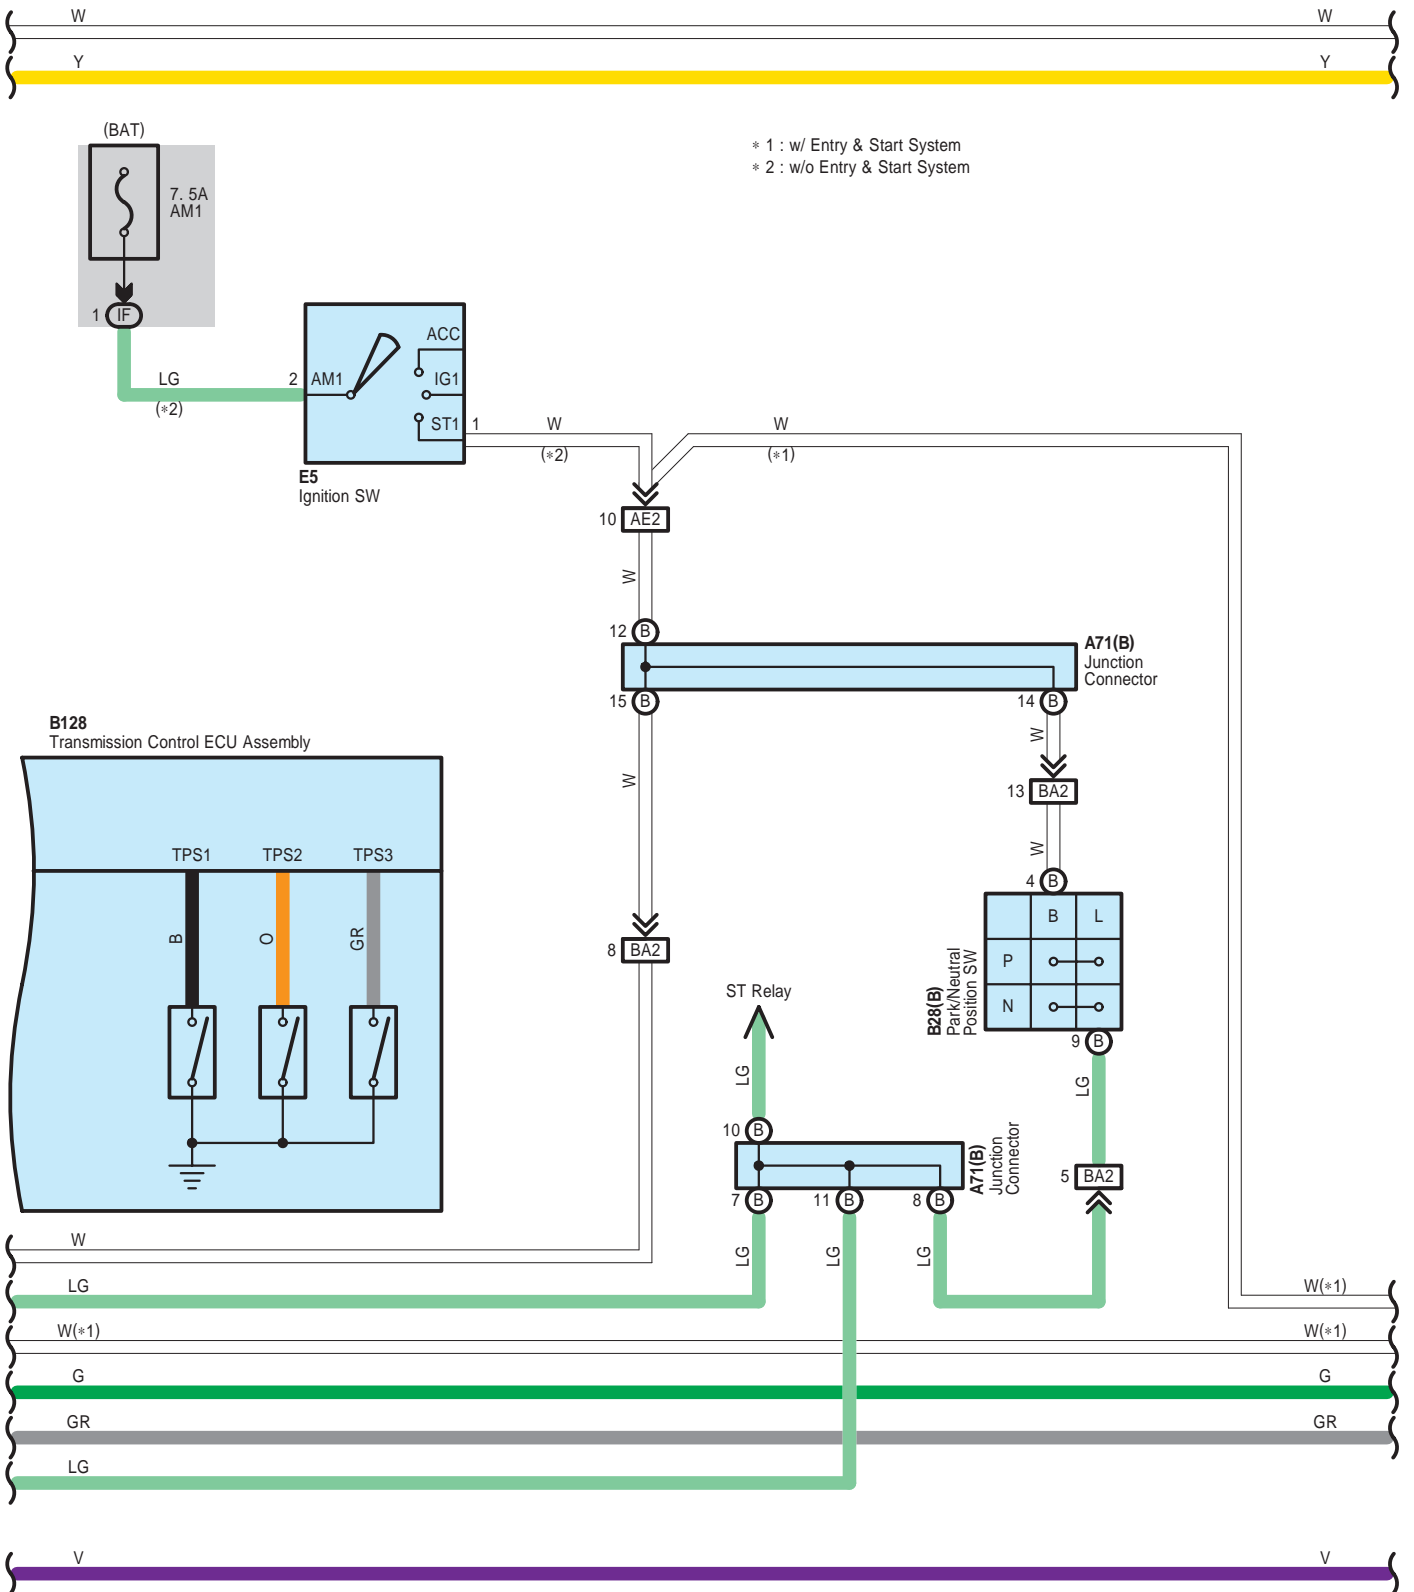 W W
Y Y
(BAT)
7. 5A
AM1
1 IF
LG
(*2)
* 1 : w/ Entry & Start System
* 2 : w/o Entry & Start System
2 AM1
ACC
IG1
ST1 1
E5
Ignition SW
W
(*2)
W
(*1)
10 AE2
W
12 B
A71(B)
Junction
Connector
15 B
14 B
W
W
13 BA2
W
4 B
B L
P
N
B28(B)
Park/Neutral
Position SW
9 B
LG
5 BA2
8 BA2
B128
Transmission Control ECU Assembly
TPS1 TPS2 TPS3
B O GR
ST Relay
LG
10 B
A71(B)
Junction
Connector
7 B 11 B 8 B
LG LG LG
W
LG
W(*1)
W(*1) W(*1)
G G
GR GR
LG
V V